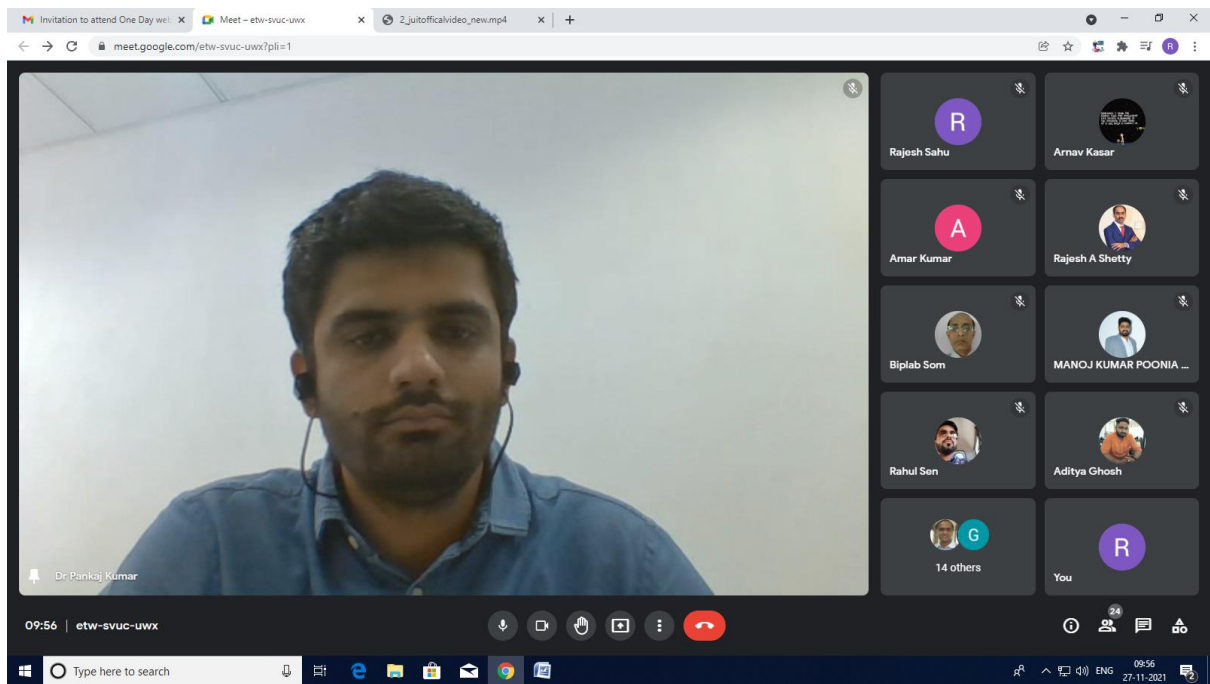 Invitation to attend One Day web
Meet – etw-svuc-uwx
2_juitofficalvideo_new.mp4
meet.google.com/etw-svuc-uwx?pli=1
R
R
Rajesh Sahu
Arnav Kasar
A
Amar Kumar
Rajesh A Shetty
Biplab Som
MANOJ KUMAR POONIA ...
Rahul Sen
Aditya Ghosh
G
14 others
R
You
Dr Pankaj Kumar
09:56 | etw-svuc-uwx
24
Type here to search
ENG
09:56
27-11-2021
2